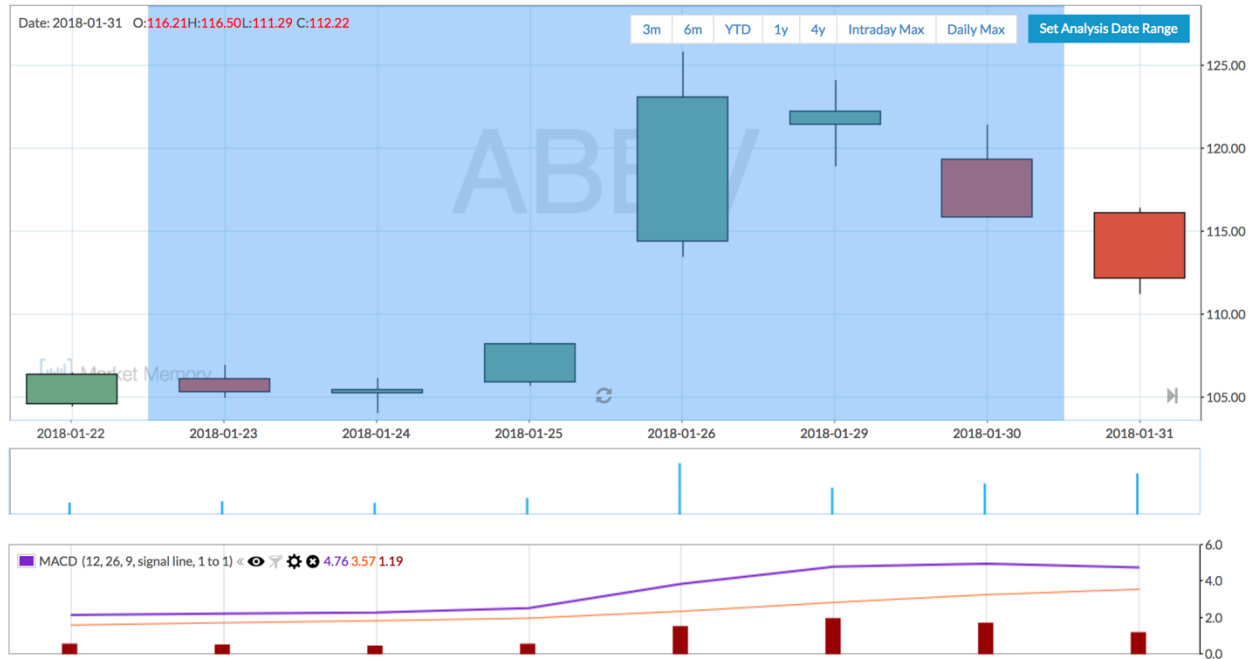 Date: 2018-01-31 O:116.21H:116.50L:111.29 C:112.22
3m 6m YTD 1y 4y Intraday Max Daily Max Set Analysis Date Range
125.00
ABBV
120.00
115.00
110.00
Market Memory
105.00
2018-01-22 2018-01-23 2018-01-24 2018-01-25 2018-01-26 2018-01-29 2018-01-30 2018-01-31
MACD (12, 26, 9, signal line, 1 to 1) « 4.76 3.57 1.19
6.0
4.0
2.0
0.0